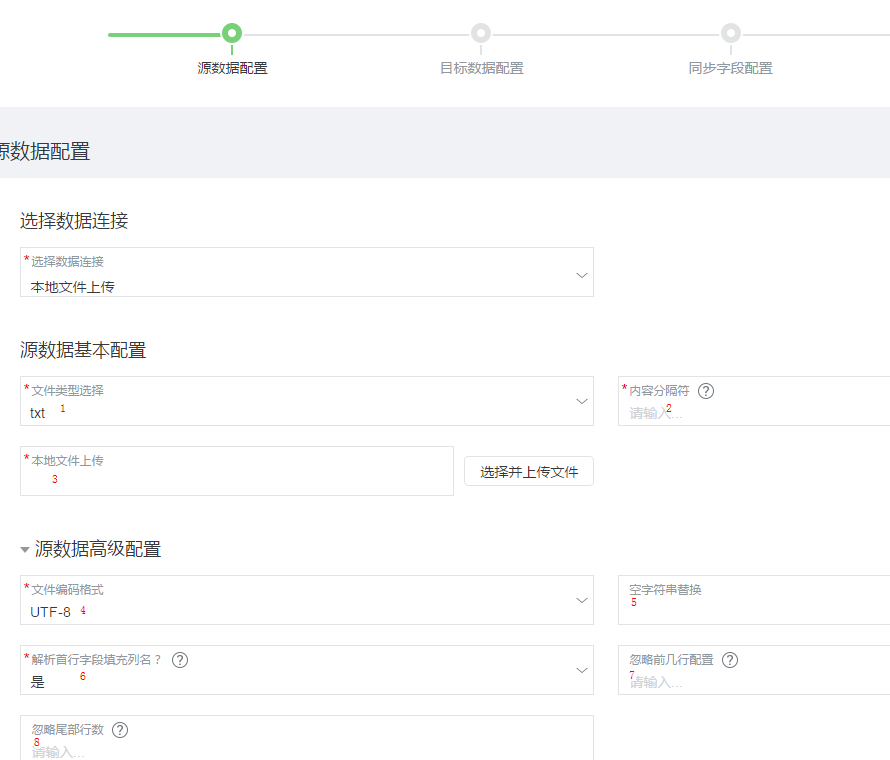 源数据配置
目标数据配置
同步字段配置
源数据配置
选择数据连接
*选择数据连接
本地文件上传
源数据基本配置
*文件类型选择
txt 1
*内容分隔符 ?
请输入... 2
*本地文件上传
3
选择并上传文件
源数据高级配置
*文件编码格式
UTF-8 4
空字符串替换
5
*解析首行字段填充列名? ?
是 6
忽略前几行配置 ?
7
请输入...
忽略尾部行数 ?
8
请输入...